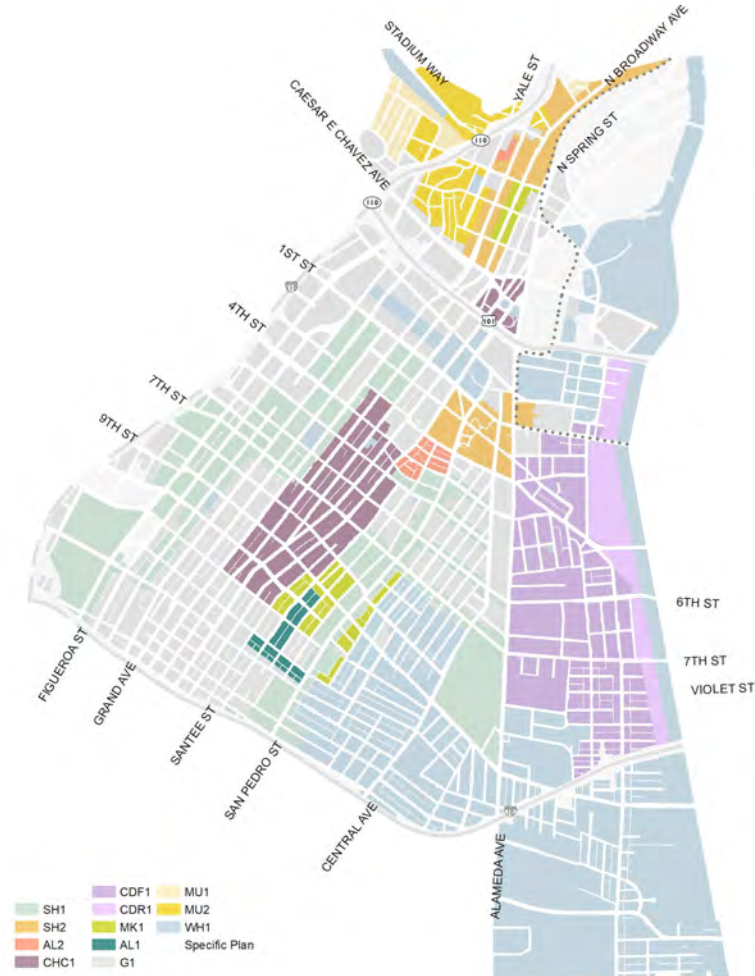 STADIUM WAY
YALE ST
N BROADWAY AVE
CAESAR E CHAVEZ AVE
N SPRING ST
110
110
1ST ST
101
4TH ST
7TH ST
9TH ST
6TH ST
7TH ST
VIOLET ST
FIGUEROA ST
GRAND AVE
SANTEE ST
SAN PEDRO ST
CENTRAL AVE
ALAMEDA AVE
SH1
SH2
AL2
CHC1
CDF1
CDR1
MK1
AL1
G1
MU1
MU2
WH1
Specific Plan